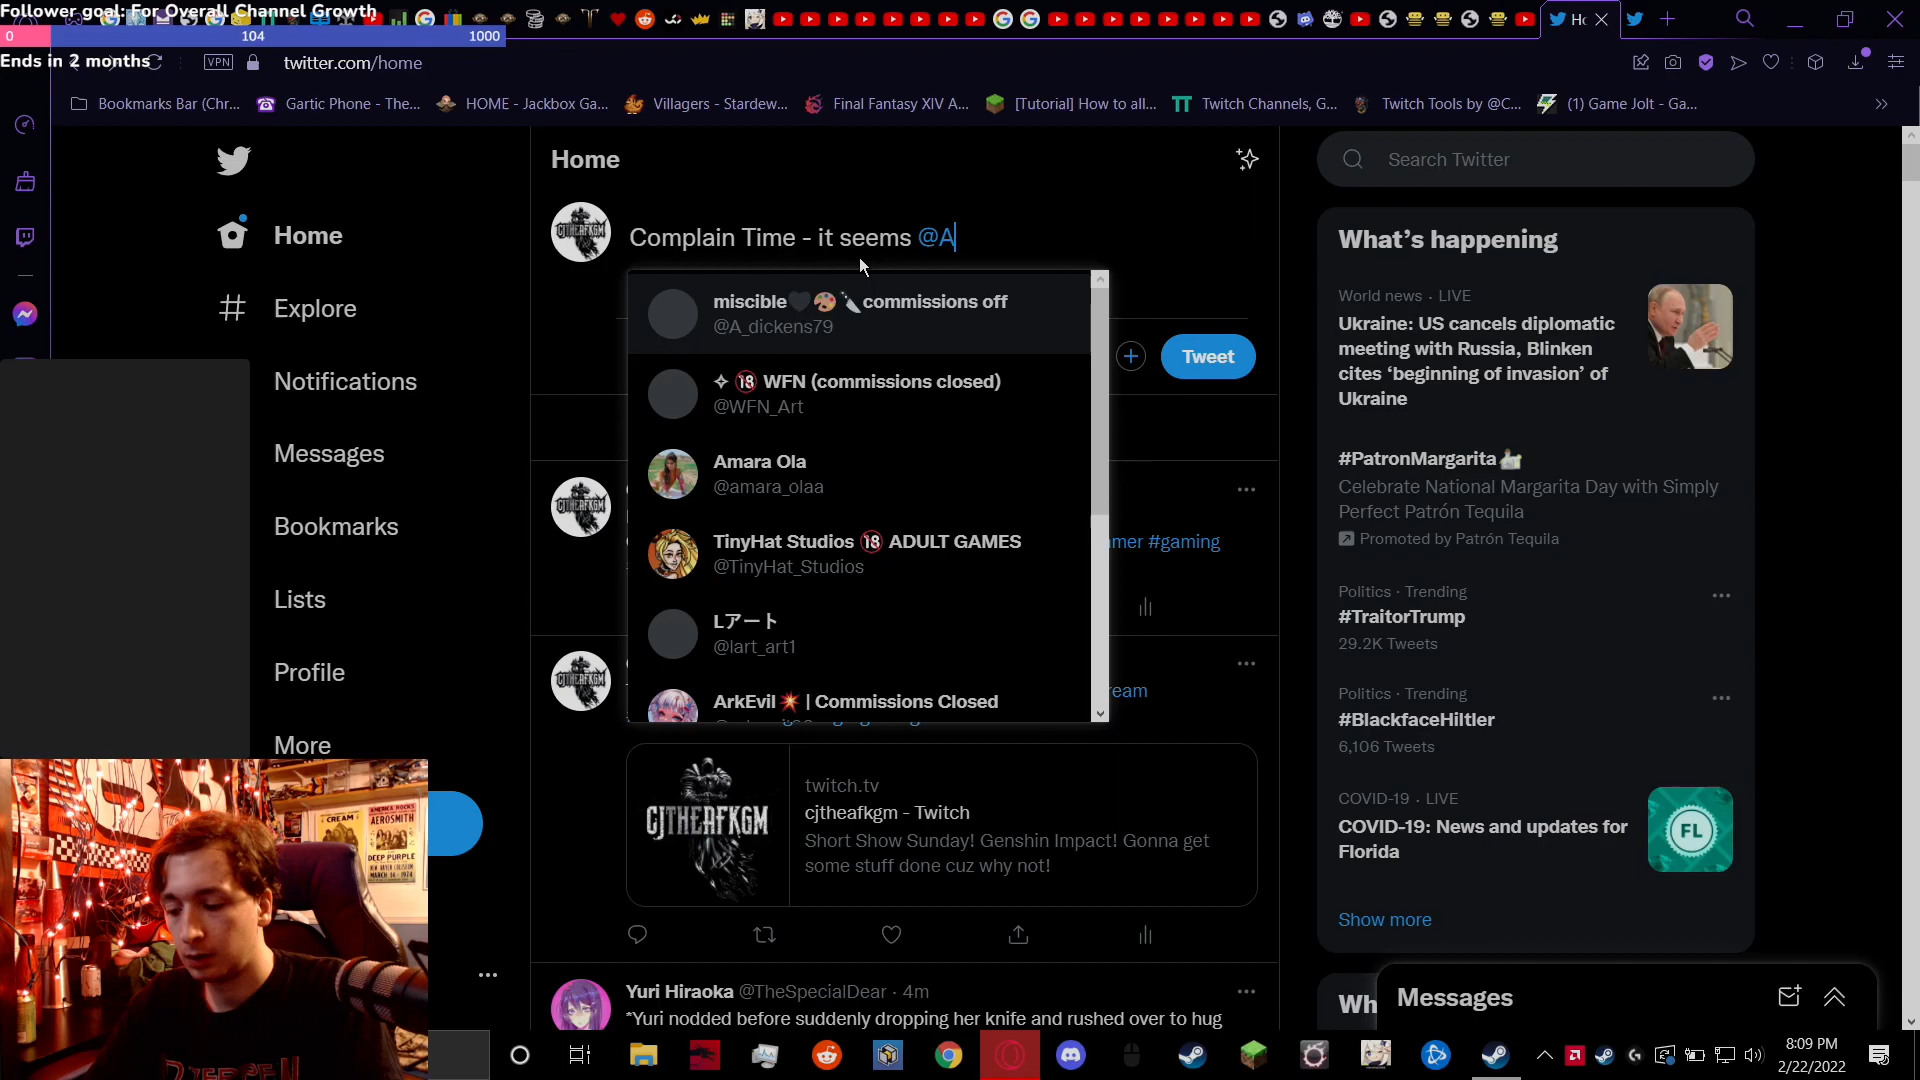 Follower goal: For Overall Channel Growth
0 104 1000
Ends in 2 months
VPN twitter.com/home
Bookmarks Bar (Chr... Gartic Phone - The... HOME - Jackbox Ga... Villagers - Stardew... Final Fantasy XIV A... [Tutorial] How to all... Twitch Channels, G... Twitch Tools by @C... (1) Game Jolt - Ga...
Home
Explore
Notifications
Messages
Bookmarks
Lists
Profile
More
Home
Complain Time - it seems @A
miscible🖤🎨🔪commissions off
@A_dickens79
✧ 🔞 WFN (commissions closed)
@WFN_Art
Amara Ola
@amara_olaa
TinyHat Studios 🔞 ADULT GAMES
@TinyHat_Studios
Lアート
@lart_art1
ArkEvil 💥 | Commissions Closed
Tweet
#gaming
twitch.tv
cjtheafkgm - Twitch
Short Show Sunday! Genshin Impact! Gonna get
some stuff done cuz why not!
CJTHEAFKGM
Yuri Hiraoka @TheSpecialDear · 4m
*Yuri nodded before suddenly dropping her knife and rushed over to hug
Search Twitter
What's happening
World news · LIVE
Ukraine: US cancels diplomatic
meeting with Russia, Blinken
cites ‘beginning of invasion’ of
Ukraine
#PatronMargarita
Celebrate National Margarita Day with Simply
Perfect Patrón Tequila
Promoted by Patrón Tequila
Politics · Trending
#TraitorTrump
29.2K Tweets
Politics · Trending
#BlackfaceHiltler
6,106 Tweets
COVID-19 · LIVE
COVID-19: News and updates for
Florida
FL
Show more
Messages
AMERICA ROCKS
CREAM
AEROSMITH
DEEP PURPLE
8:09 PM
2/22/2022